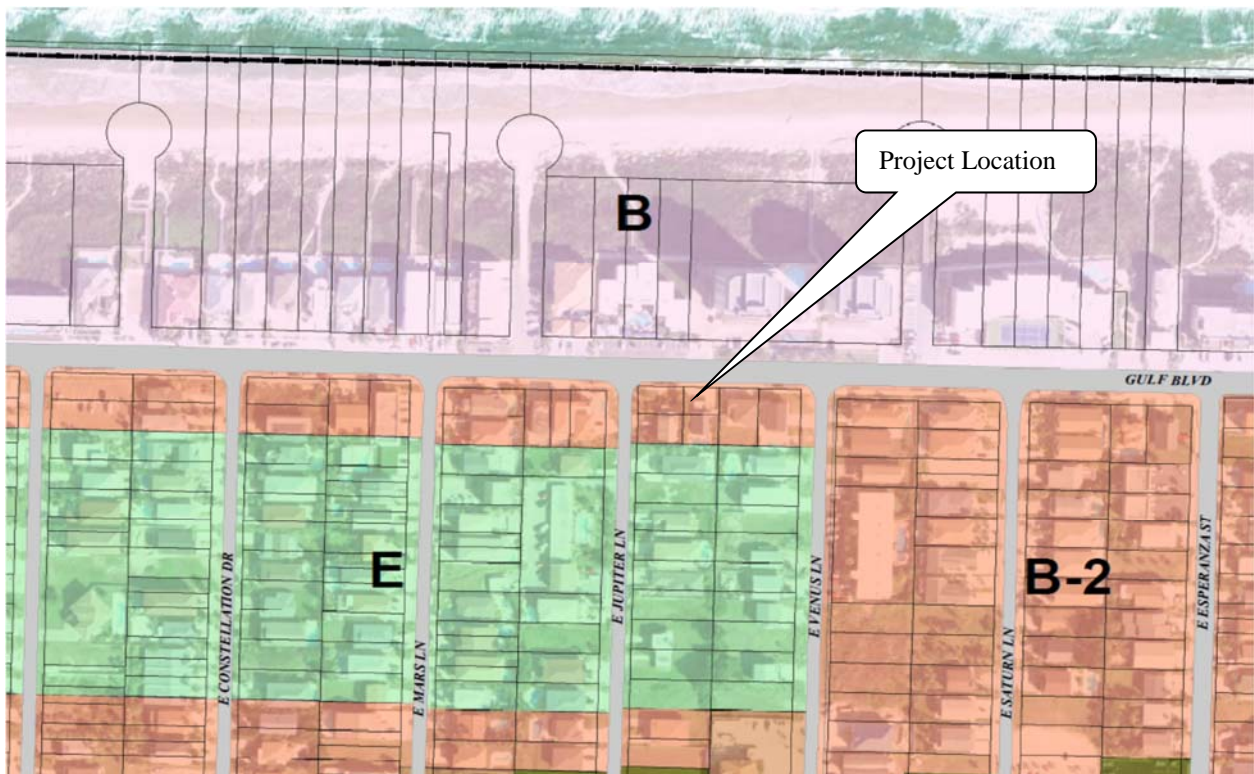 Project Location
B
GULF BLVD
E CONSTELLATION DR
E MARS LN
E JUPITER LN
E VENUS LN
E SATURN LN
E ESPERANZA ST
E
B-2